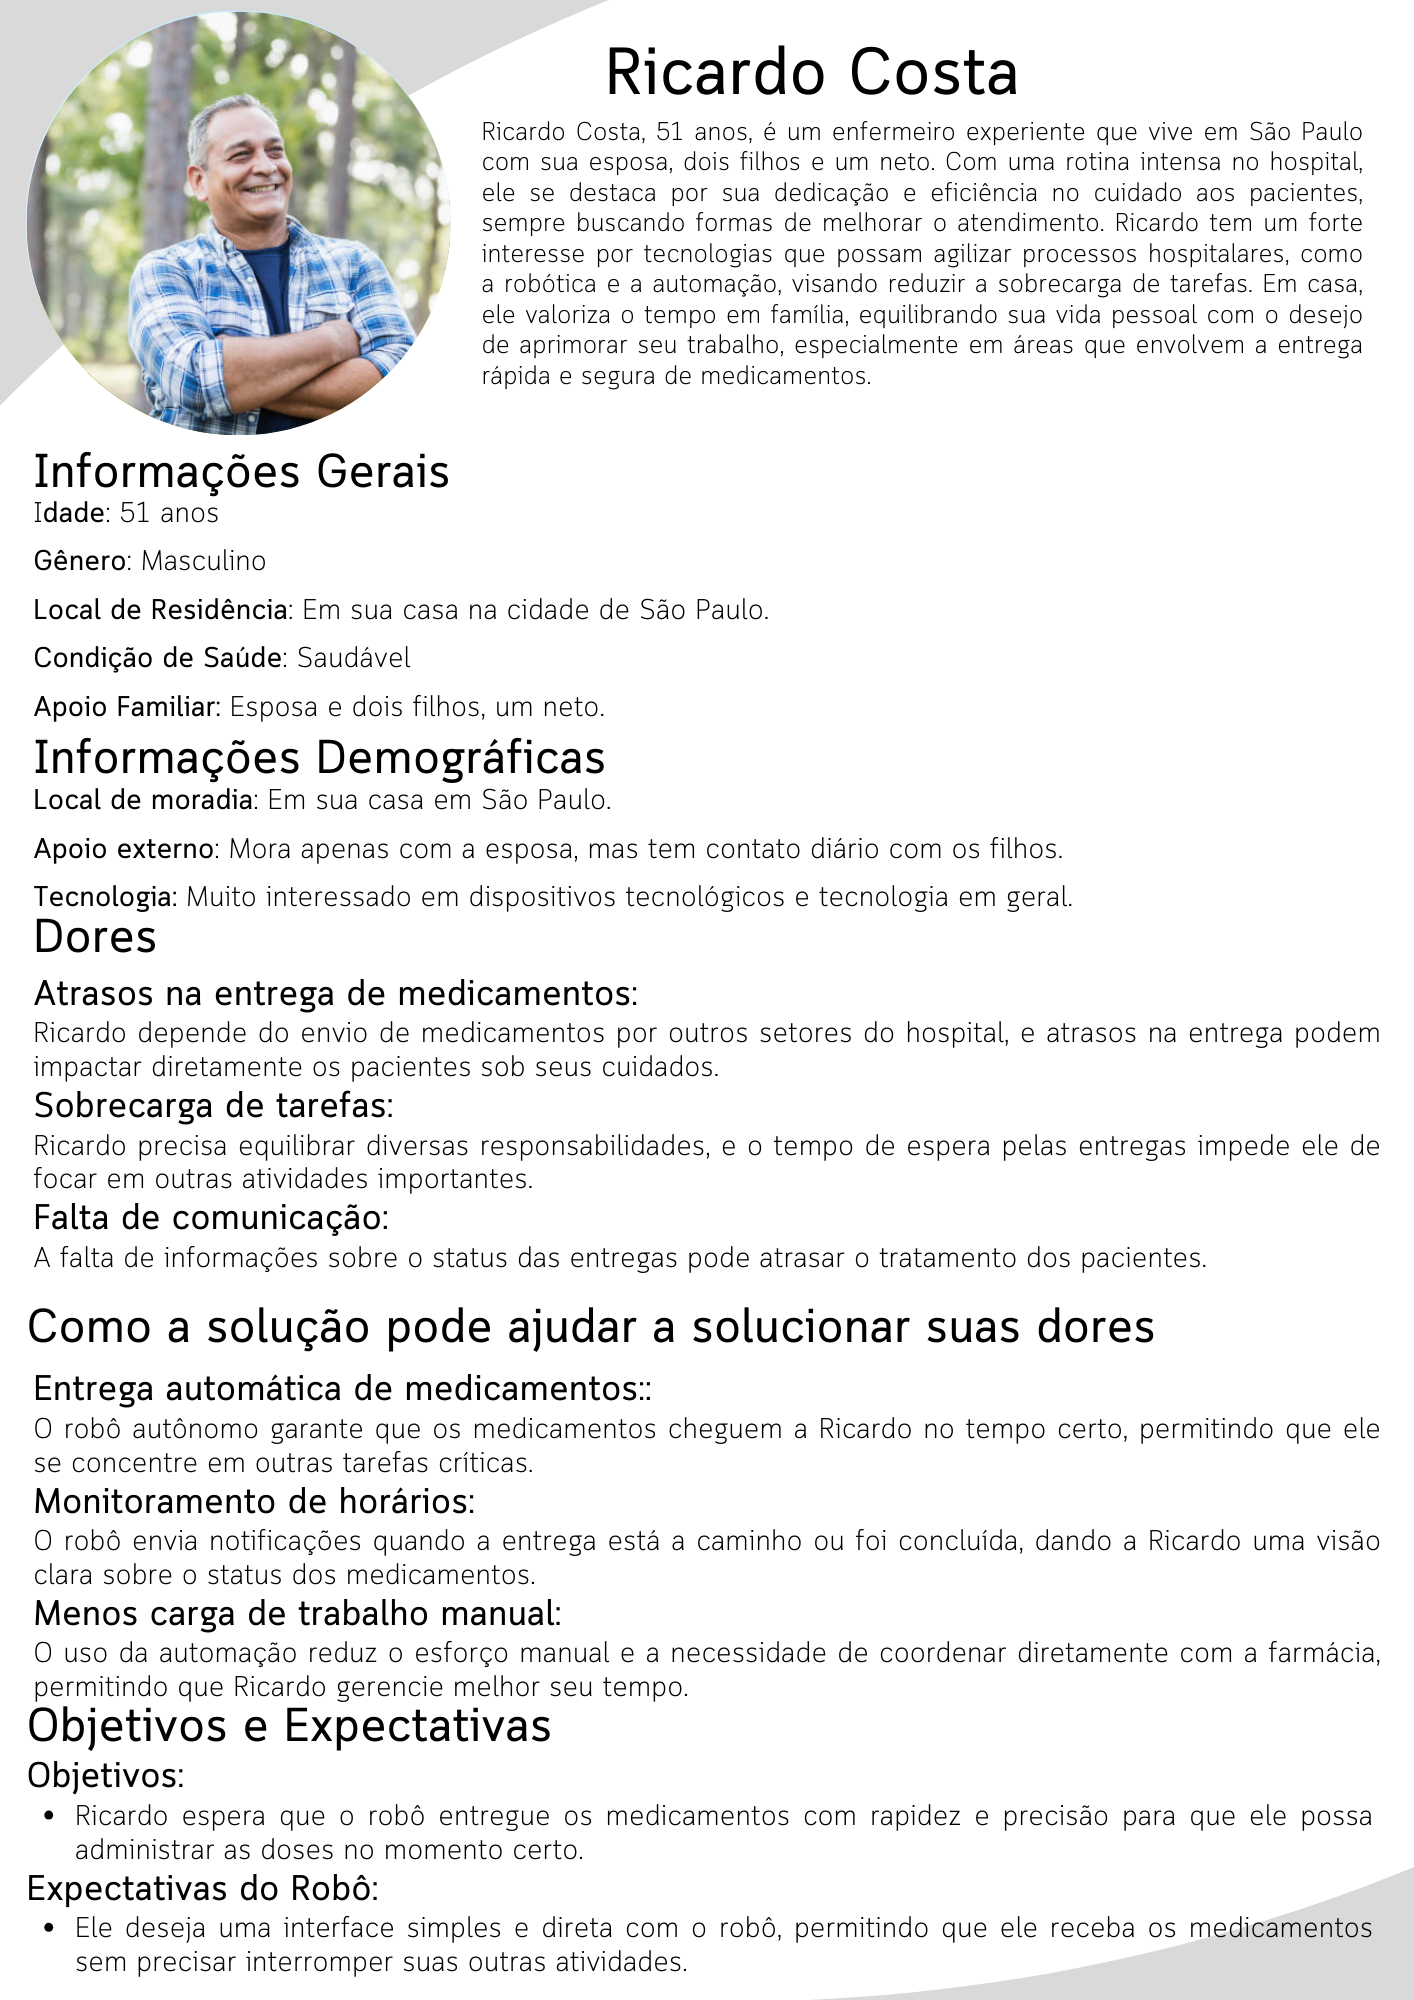 Ricardo Costa
Ricardo Costa, 51 anos, é um enfermeiro experiente que vive em São Paulo
com sua esposa, dois filhos e um neto. Com uma rotina intensa no hospital,
ele se destaca por sua dedicação e eficiência no cuidado aos pacientes,
sempre buscando formas de melhorar o atendimento. Ricardo tem um forte
interesse por tecnologias que possam agilizar processos hospitalares, como
a robótica e a automação, visando reduzir a sobrecarga de tarefas. Em casa,
ele valoriza o tempo em família, equilibrando sua vida pessoal com o desejo
de aprimorar seu trabalho, especialmente em áreas que envolvem a entrega
rápida e segura de medicamentos.
Informações Gerais
Idade: 51 anos
Gênero: Masculino
Local de Residência: Em sua casa na cidade de São Paulo.
Condição de Saúde: Saudável
Apoio Familiar: Esposa e dois filhos, um neto.
Informações Demográficas
Local de moradia: Em sua casa em São Paulo.
Apoio externo: Mora apenas com a esposa, mas tem contato diário com os filhos.
Tecnologia: Muito interessado em dispositivos tecnológicos e tecnologia em geral.
Dores
Atrasos na entrega de medicamentos:
Ricardo depende do envio de medicamentos por outros setores do hospital, e atrasos na entrega podem
impactar diretamente os pacientes sob seus cuidados.
Sobrecarga de tarefas:
Ricardo precisa equilibrar diversas responsabilidades, e o tempo de espera pelas entregas impede ele de
focar em outras atividades importantes.
Falta de comunicação:
A falta de informações sobre o status das entregas pode atrasar o tratamento dos pacientes.
Como a solução pode ajudar a solucionar suas dores
Entrega automática de medicamentos::
O robô autônomo garante que os medicamentos cheguem a Ricardo no tempo certo, permitindo que ele
se concentre em outras tarefas críticas.
Monitoramento de horários:
O robô envia notificações quando a entrega está a caminho ou foi concluída, dando a Ricardo uma visão
clara sobre o status dos medicamentos.
Menos carga de trabalho manual:
O uso da automação reduz o esforço manual e a necessidade de coordenar diretamente com a farmácia,
permitindo que Ricardo gerencie melhor seu tempo.
Objetivos e Expectativas
Objetivos:
• Ricardo espera que o robô entregue os medicamentos com rapidez e precisão para que ele possa
administrar as doses no momento certo.
Expectativas do Robô:
• Ele deseja uma interface simples e direta com o robô, permitindo que ele receba os medicamentos
sem precisar interromper suas outras atividades.